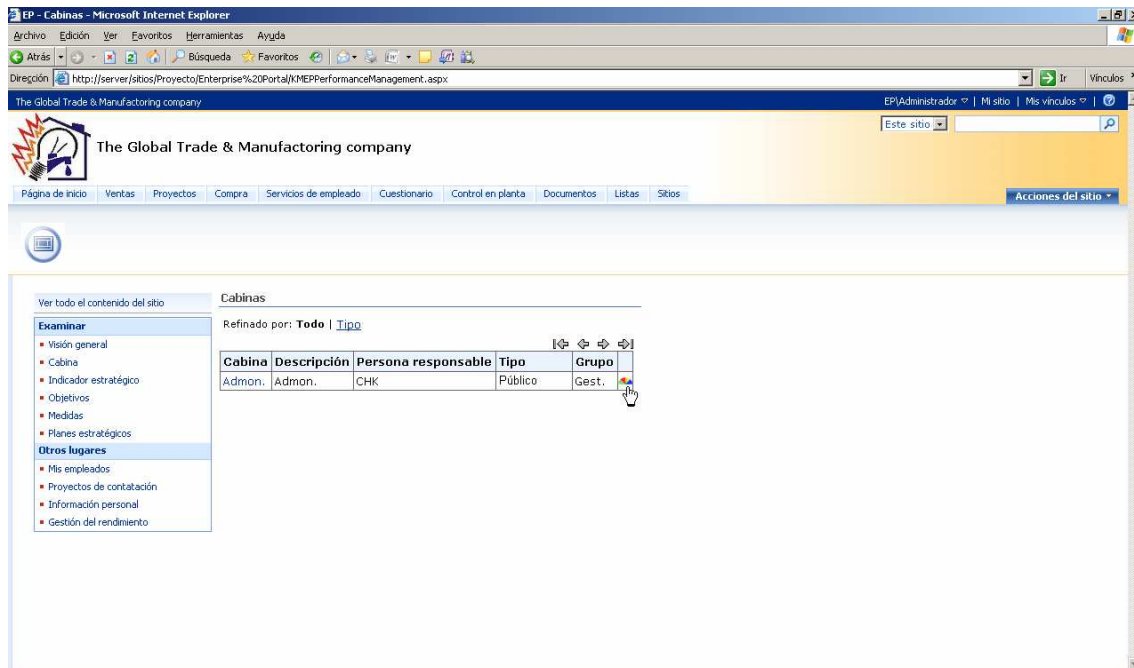 EP - Cabinas - Microsoft Internet Explorer
Archivo Edición Ver Favoritos Herramientas Ayuda
Atrás Búsqueda Favoritos
Dirección http://server/sitios/Proyecto/Enterprise%20Portal/KMEPPerformanceManagement.aspx Ir Vínculos
The Global Trade & Manufactoring company EP\Administrador | Mi sitio | Mis vínculos
Este sitio
The Global Trade & Manufactoring company
Página de inicio Ventas Proyectos Compra Servicios de empleado Cuestionario Control en planta Documentos Listas Sitios Acciones del sitio
Ver todo el contenido del sitio
Examinar
Visión general
Cabina
Indicador estratégico
Objetivos
Medidas
Planes estratégicos
Otros lugares
Mis empleados
Proyectos de contatación
Información personal
Gestión del rendimiento
Cabinas
Refinado por: Todo | Tipo
Cabina Descripción Persona responsable Tipo Grupo
Admon. Admon. CHK Público Gest.